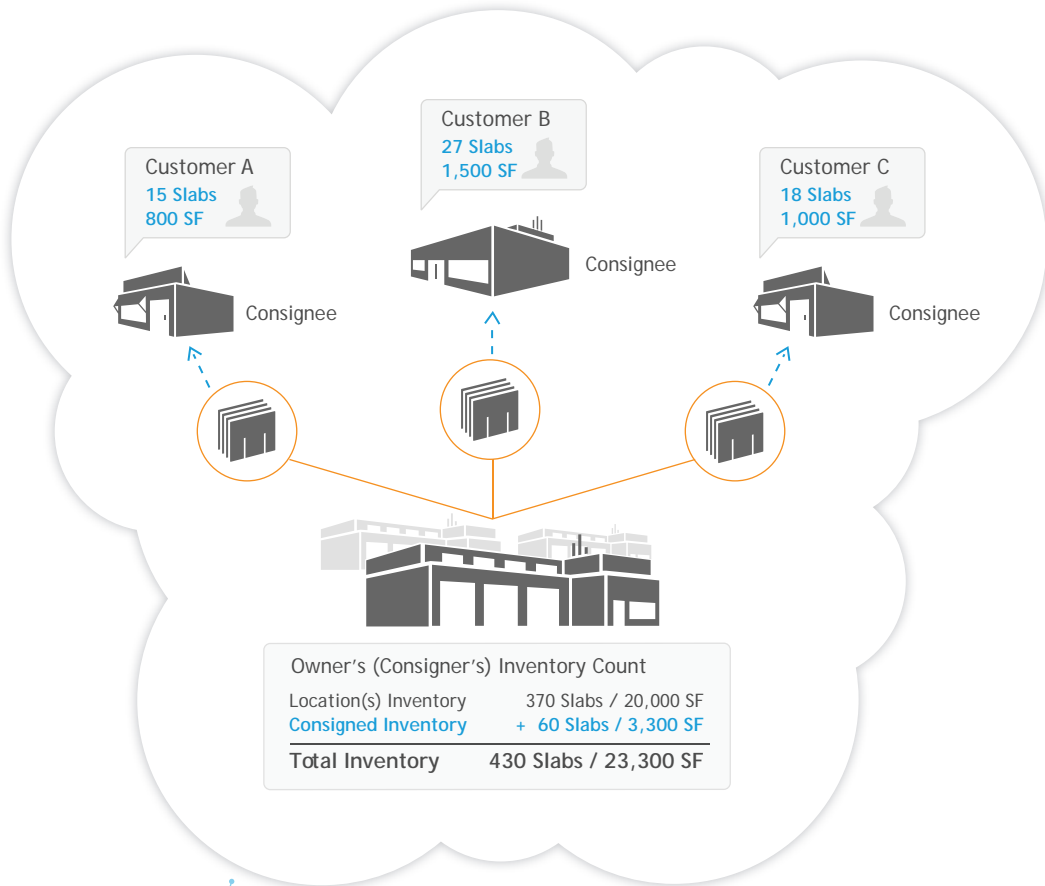 Customer A
15 Slabs
800 SF
Consignee
Customer B
27 Slabs
1,500 SF
Consignee
Customer C
18 Slabs
1,000 SF
Consignee
Owner's (Consigner's) Inventory Count
Location(s) Inventory 370 Slabs / 20,000 SF
Consigned Inventory + 60 Slabs / 3,300 SF
Total Inventory 430 Slabs / 23,300 SF